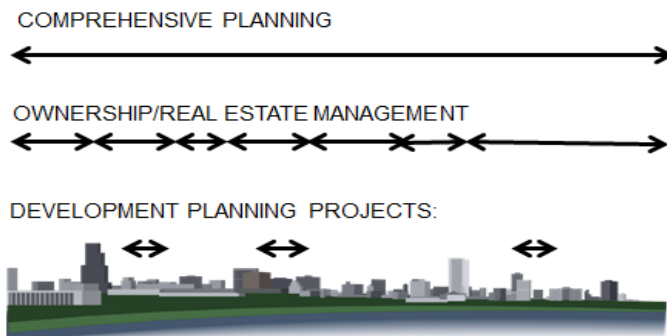 COMPREHENSIVE PLANNING
OWNERSHIP/REAL ESTATE MANAGEMENT
DEVELOPMENT PLANNING PROJECTS: